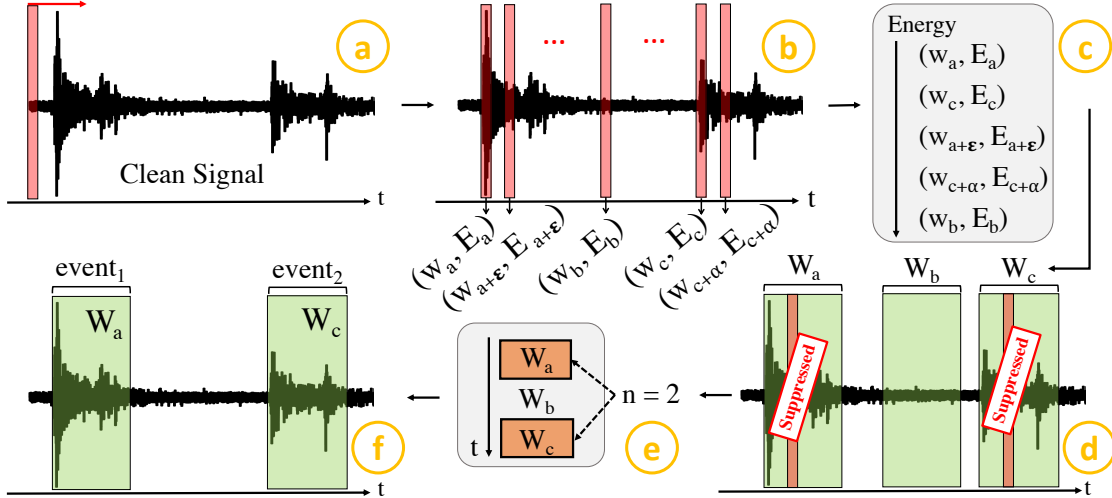 a
Clean Signal
t
b
... ...
t
(w_a, E_a)
(w_a+ε, E_a+ε)
(w_b, E_b)
(w_c, E_c)
(w_c+α, E_c+α)
c
Energy
(w_a, E_a)
(w_c, E_c)
(w_a+ε, E_a+ε)
(w_c+α, E_c+α)
(w_b, E_b)
W_a W_b W_c
Suppressed
Suppressed
d
t
W_a
W_b
W_c
n = 2
t
e
event_1 event_2
W_a W_c
f
t